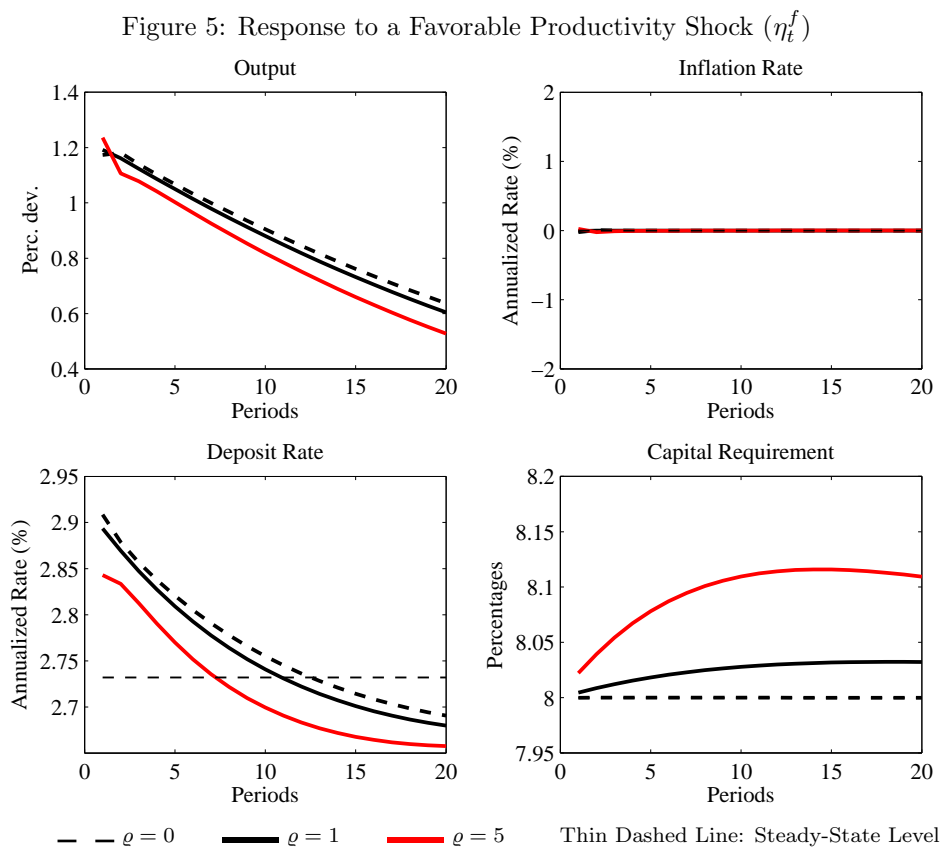 Figure 5: Response to a Favorable Productivity Shock (η_t^f)
Output
Perc. dev.
1.4
1.2
1
0.8
0.6
0.4
0 5 10 15 20
Periods
Inflation Rate
Annualized Rate (%)
2
1
0
−1
−2
0 5 10 15 20
Periods
Deposit Rate
Annualized Rate (%)
2.95
2.9
2.85
2.8
2.75
2.7
0 5 10 15 20
Periods
Capital Requirement
Percentages
8.2
8.15
8.1
8.05
8
7.95
0 5 10 15 20
Periods
ϱ = 0 ϱ = 1 ϱ = 5 Thin Dashed Line: Steady-State Level